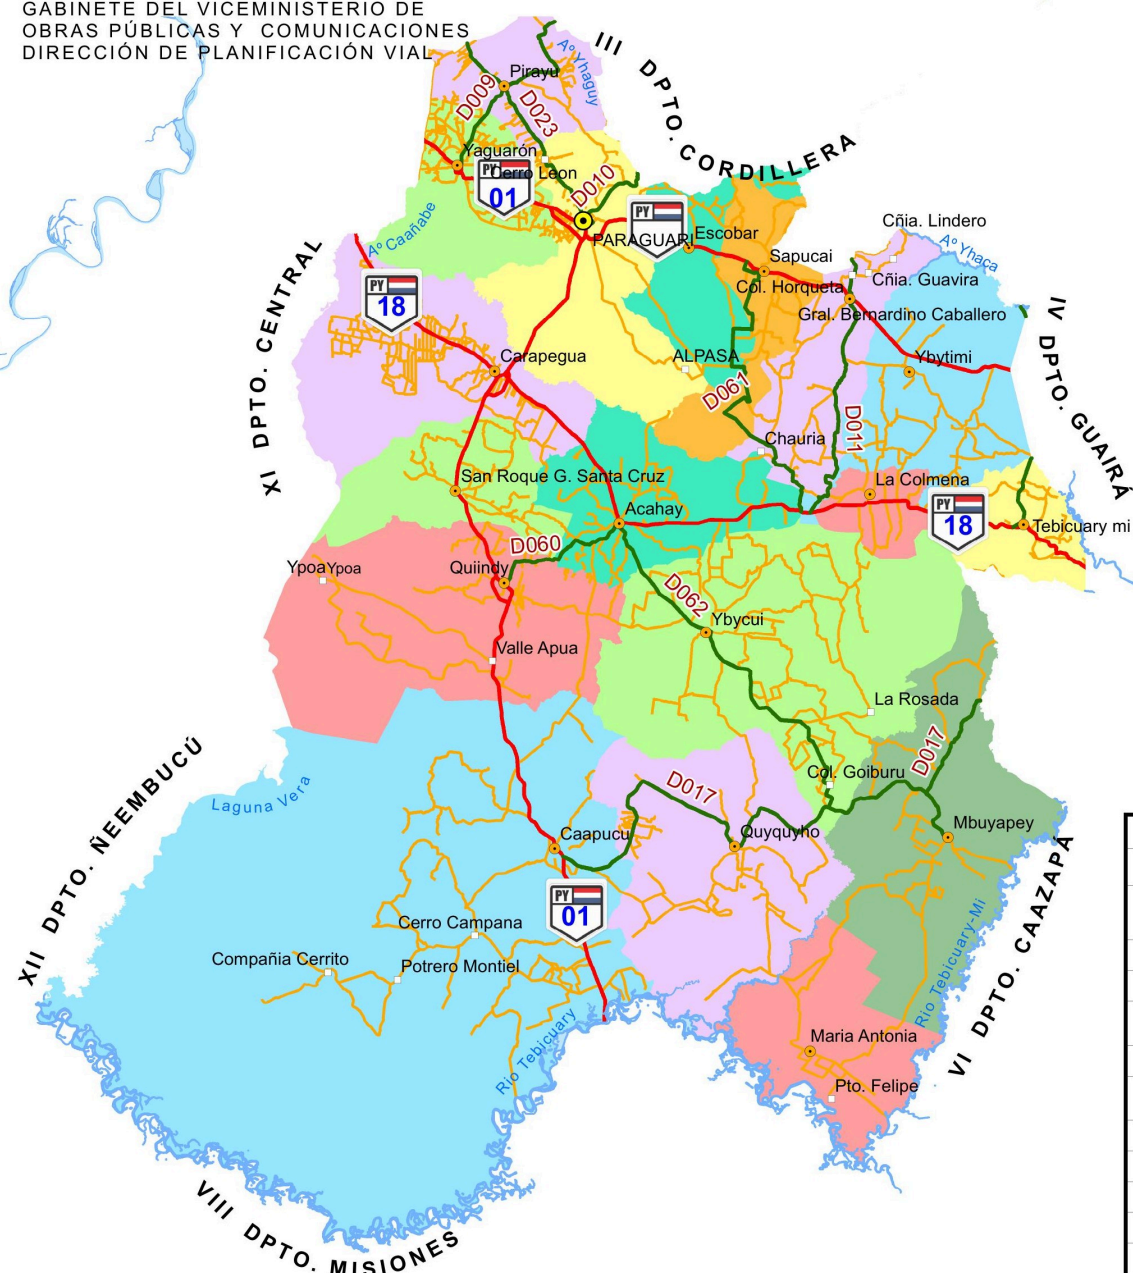 GABINETE DEL VICEMINISTERIO DE
OBRAS PÚBLICAS Y COMUNICACIONES
DIRECCIÓN DE PLANIFICACIÓN VIAL
III DPTO. CORDILLERA
Aº Yhaguy
Pirayu
D009
D023
Yaguarón
Cerro Leon
PY
01
D010
PY
PARAGUARI
Escobar
Sapucai
Cñia. Lindero
Aº Yhaca
Aº Caañabe
Col. Horqueta
Cñia. Guavira
Gral. Bernardino Caballero
XI DPTO. CENTRAL
PY
18
IV DPTO. GUAIRÁ
Carapegua
ALPASA
Ybytimi
D061
D011
Chauria
San Roque G. Santa Cruz
La Colmena
Acahay
PY
18
Tebicuary mi
D060
YpoaYpoa
Quiindy
D062
Ybycui
Valle Apua
La Rosada
D017
XII DPTO. ÑEEMBUCÚ
Laguna Vera
Col. Goiburu
D017
Caapucu
Quyquyho
Mbuyapey
PY
01
Cerro Campana
Compañia Cerrito
Potrero Montiel
Rio Tebicuary-Mi
VI DPTO. CAAZAPÁ
Rio Tebicuary
Maria Antonia
Pto. Felipe
VIII DPTO. MISIONES